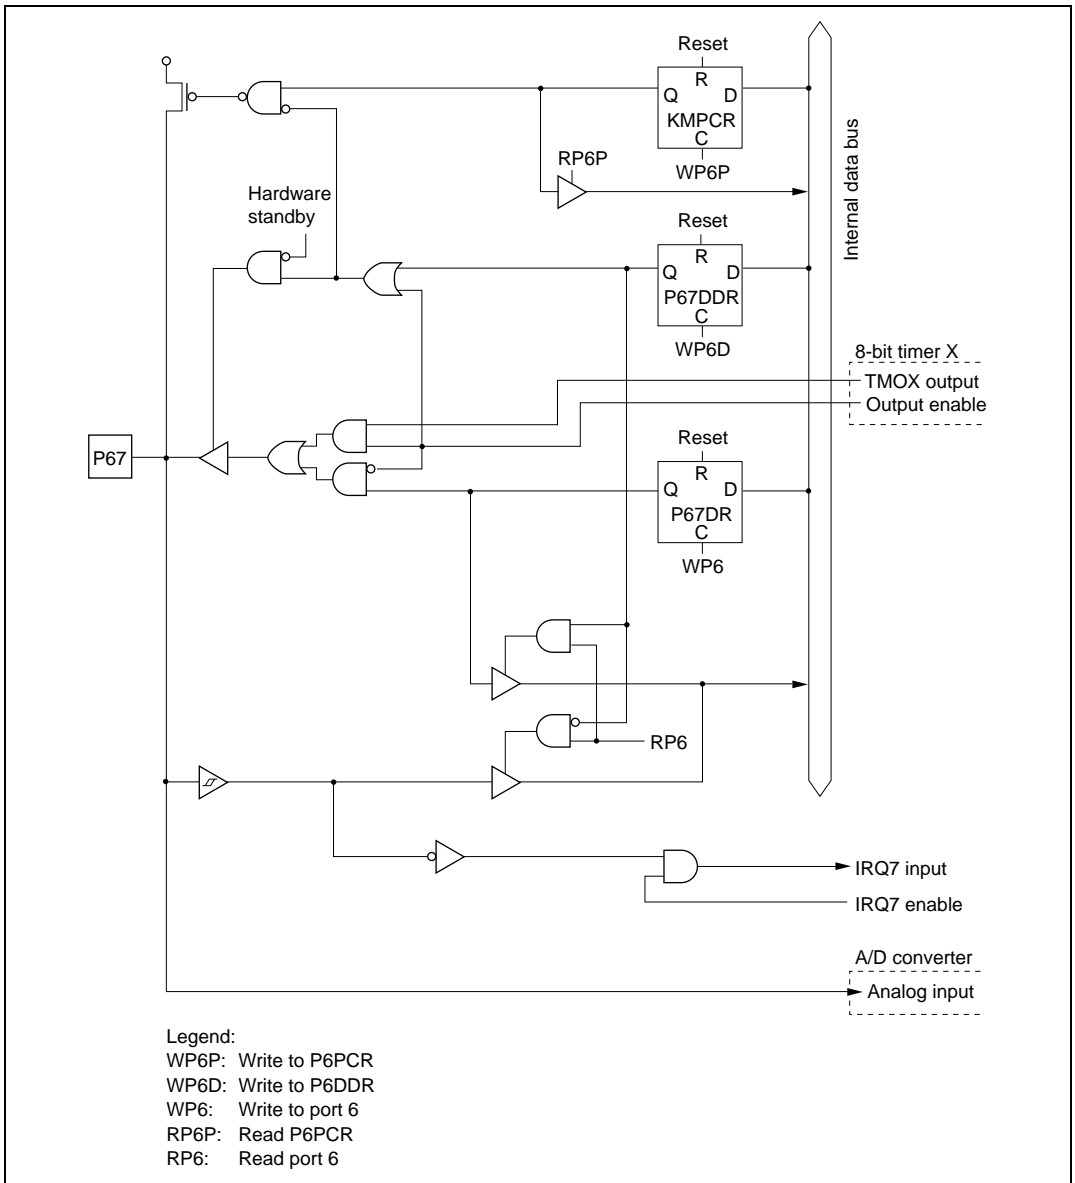 Reset
R
Q D
KMPCR
C
WP6P
RP6P
Hardware
standby
Internal data bus
Reset
R
Q D
P67DDR
C
WP6D
8-bit timer X
TMOX output
Output enable
P67
Reset
R
Q D
P67DR
C
WP6
RP6
IRQ7 input
IRQ7 enable
A/D converter
Analog input
Legend:
WP6P: Write to P6PCR
WP6D: Write to P6DDR
WP6: Write to port 6
RP6P: Read P6PCR
RP6: Read port 6